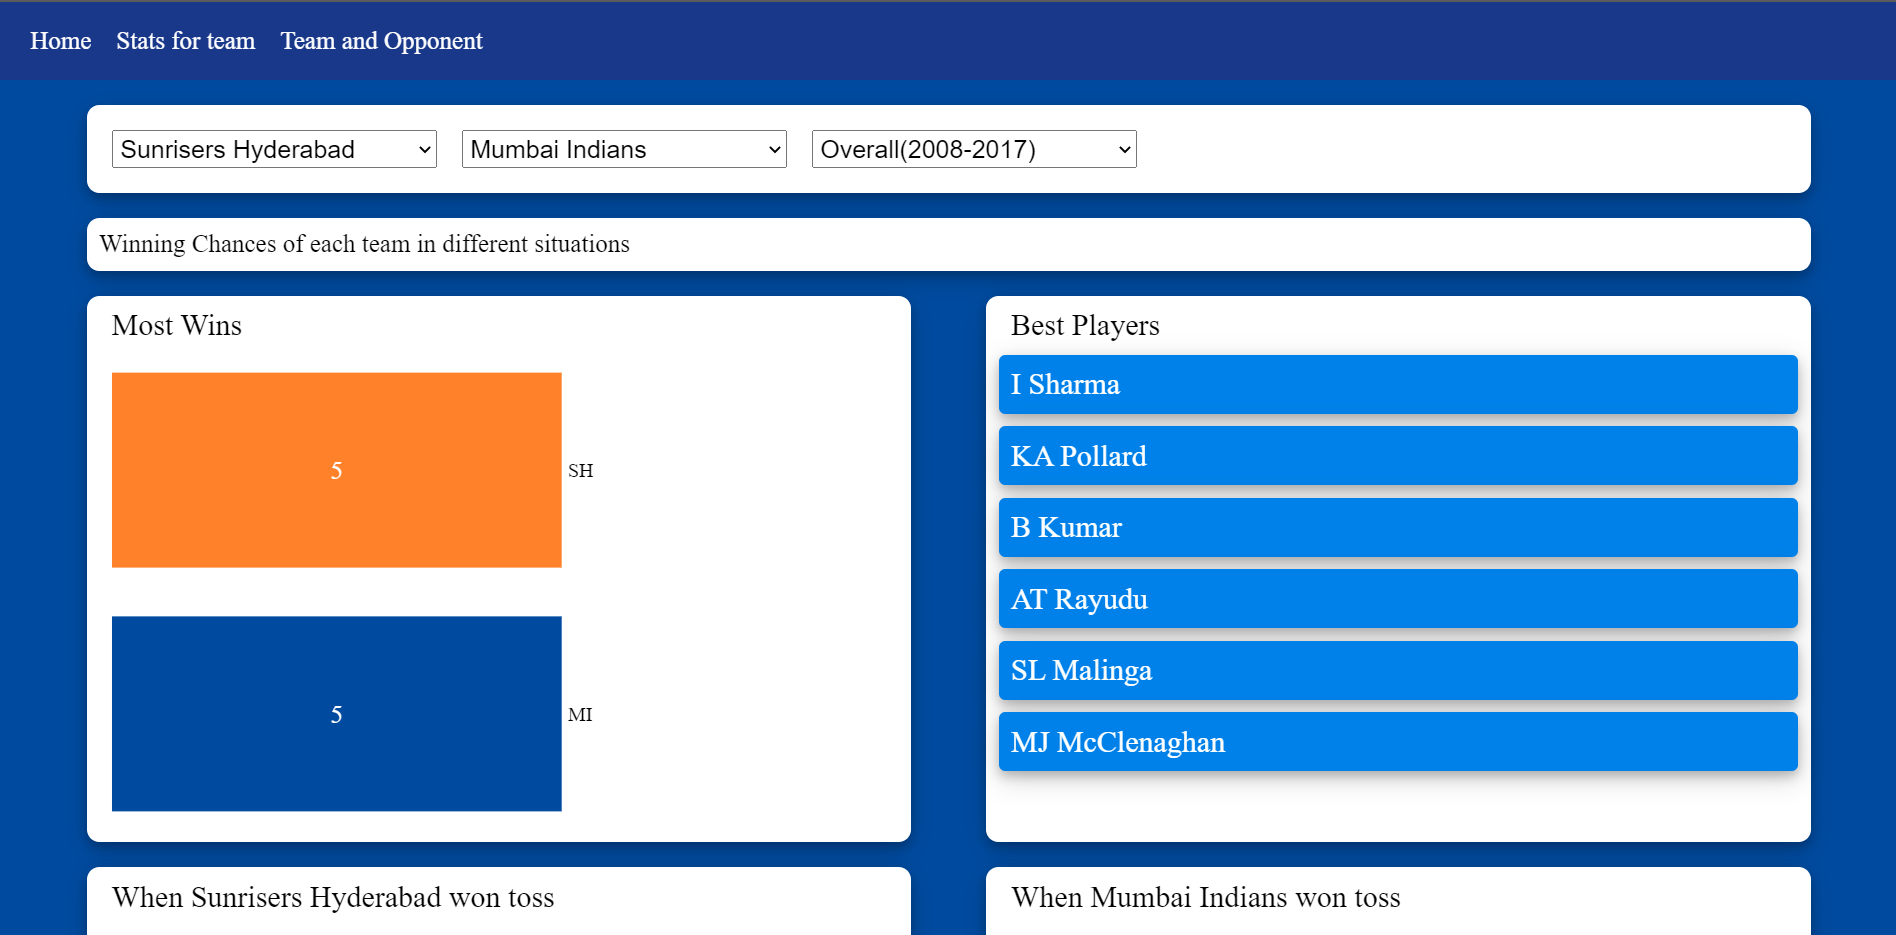 Home Stats for team Team and Opponent
Sunrisers Hyderabad Mumbai Indians Overall(2008-2017)
Winning Chances of each team in different situations
Most Wins
5 SH
5 MI
Best Players
I Sharma
KA Pollard
B Kumar
AT Rayudu
SL Malinga
MJ McClenaghan
When Sunrisers Hyderabad won toss
When Mumbai Indians won toss